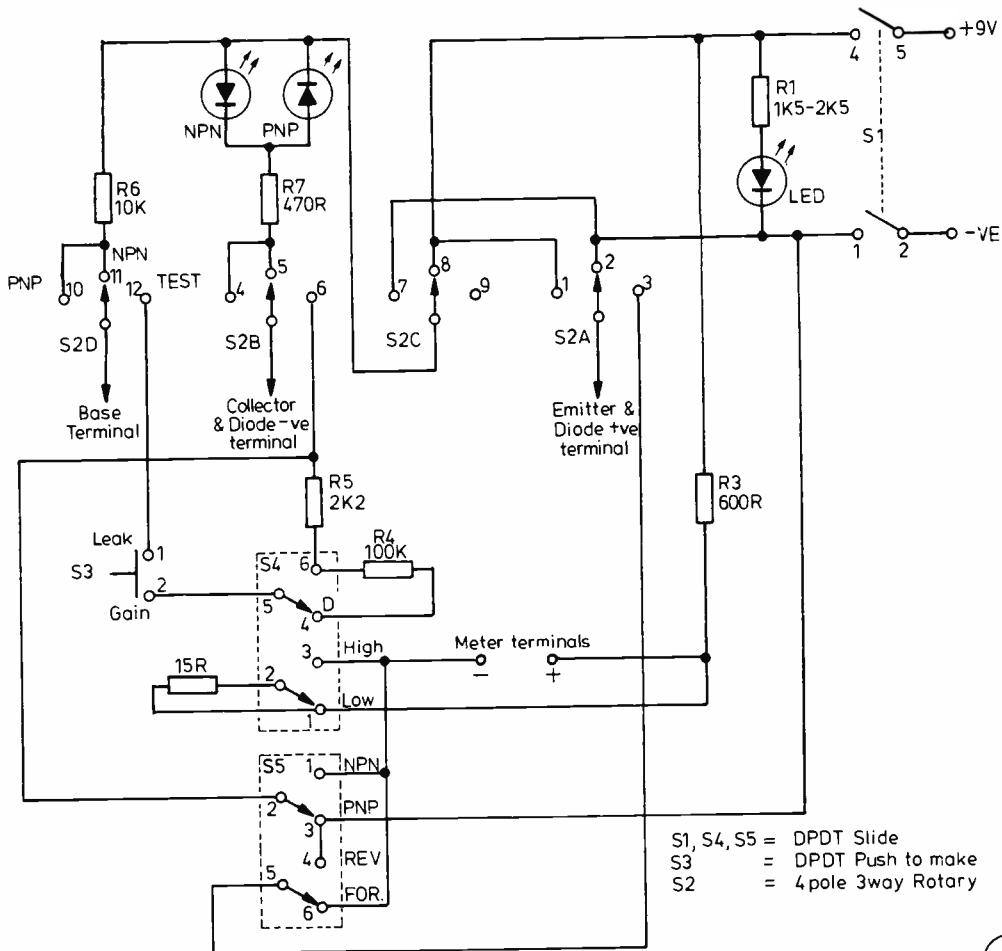 +9V
4
5
R1
1K5-2K5
S1
LED
-VE
1
2
NPN
PNP
R6
10K
R7
470R
NPN
PNP
10
11
12
TEST
S2D
Base
Terminal
4
5
6
S2B
Collector
& Diode -ve
terminal
7
8
9
S2C
1
2
3
S2A
Emitter &
Diode +ve
terminal
R3
600R
R5
2K2
R4
100K
Leak
S3
1
2
Gain
S4
6
5
4
D
3
High
2
Low
1
15R
Meter terminals
-
+
S5
1
NPN
2
PNP
3
4
REV
5
FOR.
6
S1, S4, S5 = DPDT Slide
S3 = DPDT Push to make
S2 = 4 pole 3way Rotary